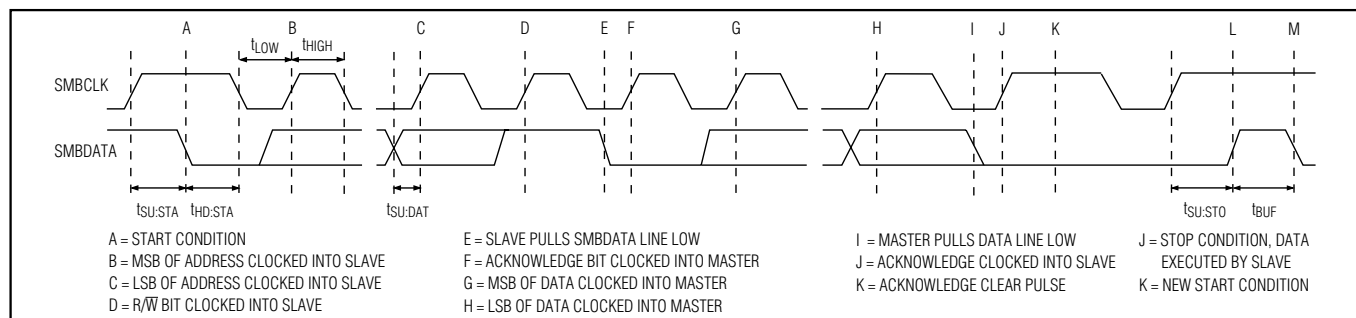 A B C D E F G H I J K L M
tLOW tHIGH
SMBCLK
SMBDATA
tSU:STA tHD:STA tSU:DAT tSU:STO tBUF
A = START CONDITION
B = MSB OF ADDRESS CLOCKED INTO SLAVE
C = LSB OF ADDRESS CLOCKED INTO SLAVE
D = R/W̅ BIT CLOCKED INTO SLAVE
E = SLAVE PULLS SMBDATA LINE LOW
F = ACKNOWLEDGE BIT CLOCKED INTO MASTER
G = MSB OF DATA CLOCKED INTO MASTER
H = LSB OF DATA CLOCKED INTO MASTER
I = MASTER PULLS DATA LINE LOW
J = ACKNOWLEDGE CLOCKED INTO SLAVE
K = ACKNOWLEDGE CLEAR PULSE
J = STOP CONDITION, DATA
EXECUTED BY SLAVE
K = NEW START CONDITION